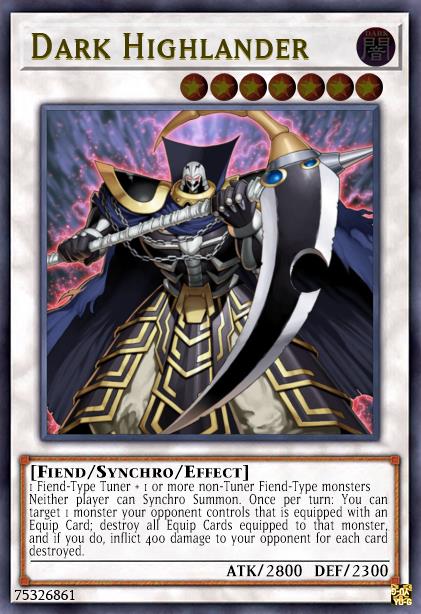 DARK HIGHLANDER
DARK
闇
[FIEND/SYNCHRO/EFFECT]
1 Fiend-Type Tuner + 1 or more non-Tuner Fiend-Type monsters
Neither player can Synchro Summon. Once per turn: You can
target 1 monster your opponent controls that is equipped with an
Equip Card; destroy all Equip Cards equipped to that monster,
and if you do, inflict 400 damage to your opponent for each card
destroyed.
ATK/2800 DEF/2300
75326861